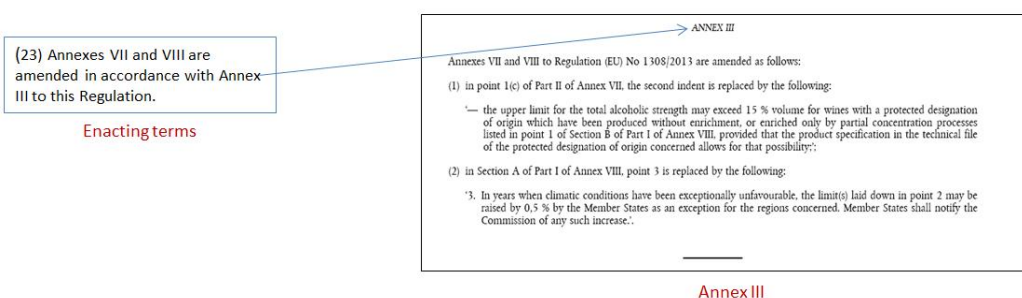 (23) Annexes VII and VIII are
amended in accordance with Annex
III to this Regulation.
Enacting terms
ANNEX III
Annexes VII and VIII to Regulation (EU) No 1308/2013 are amended as follows:
(1) in point 1(c) of Part II of Annex VII, the second indent is replaced by the following:
‘— the upper limit for the total alcoholic strength may exceed 15 % volume for wines with a protected designation
of origin which have been produced without enrichment, or enriched only by partial concentration processes
listed in point 1 of Section B of Part I of Annex VIII, provided that the product specification in the technical file
of the protected designation of origin concerned allows for that possibility;’;
(2) in Section A of Part I of Annex VIII, point 3 is replaced by the following:
‘3. In years when climatic conditions have been exceptionally unfavourable, the limit(s) laid down in point 2 may be
raised by 0,5 % by the Member States as an exception for the regions concerned. Member States shall notify the
Commission of any such increase.’.
Annex III